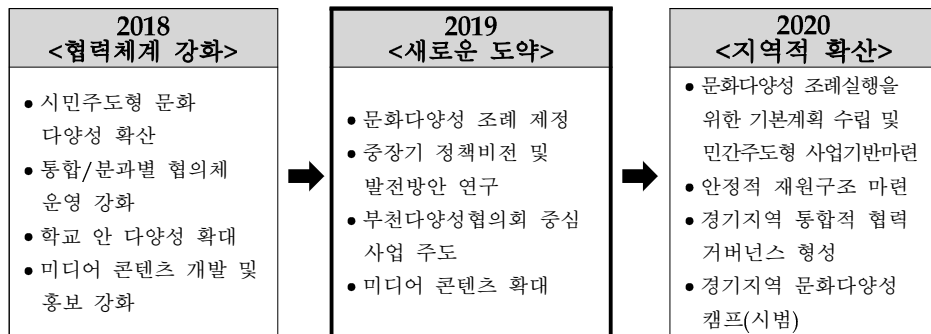 2018
<협력체계 강화>
• 시민주도형 문화
다양성 확산
• 통합/분과별 협의체
운영 강화
• 학교 안 다양성 확대
• 미디어 콘텐츠 개발 및
홍보 강화
2019
<새로운 도약>
• 문화다양성 조례 제정
• 중장기 정책비전 및
발전방안 연구
• 부천다양성협의회 중심
사업 주도
• 미디어 콘텐츠 확대
2020
<지역적 확산>
• 문화다양성 조례실행을
위한 기본계획 수립 및
민간주도형 사업기반마련
• 안정적 재원구조 마련
• 경기지역 통합적 협력
거버넌스 형성
• 경기지역 문화다양성
캠프(시범)